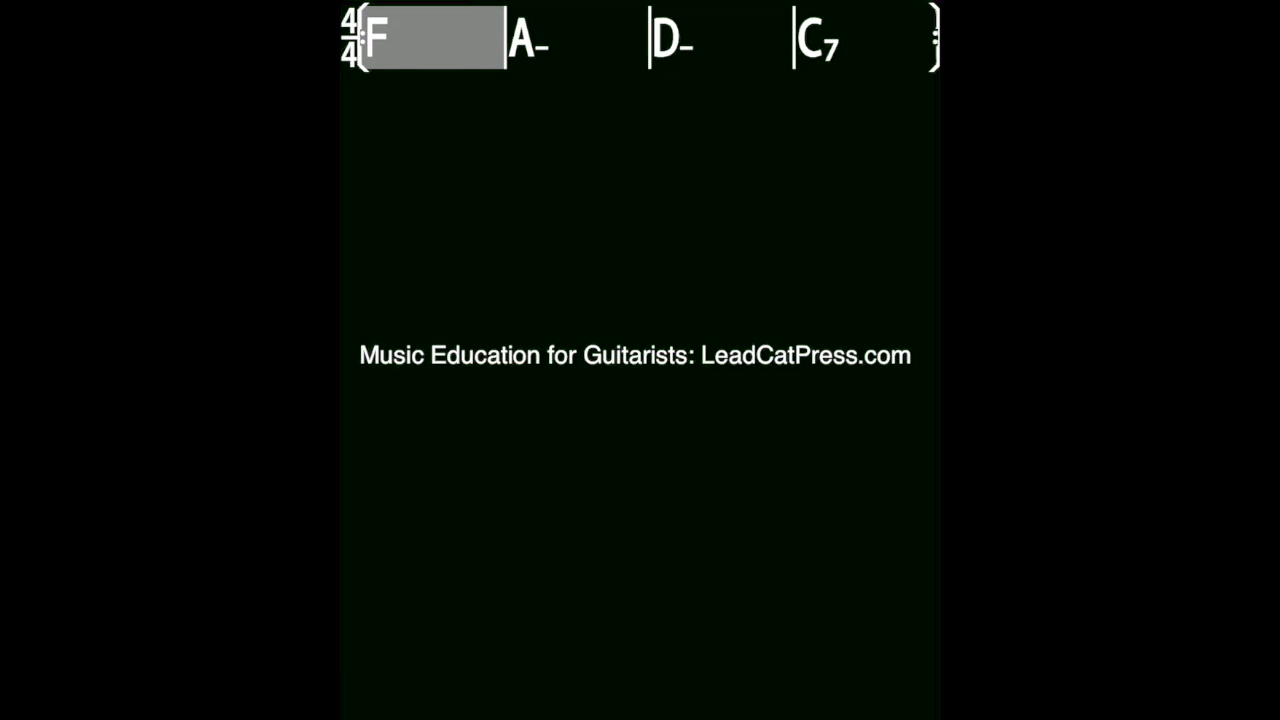 4/4 F A– D– C7
Music Education for Guitarists: LeadCatPress.com